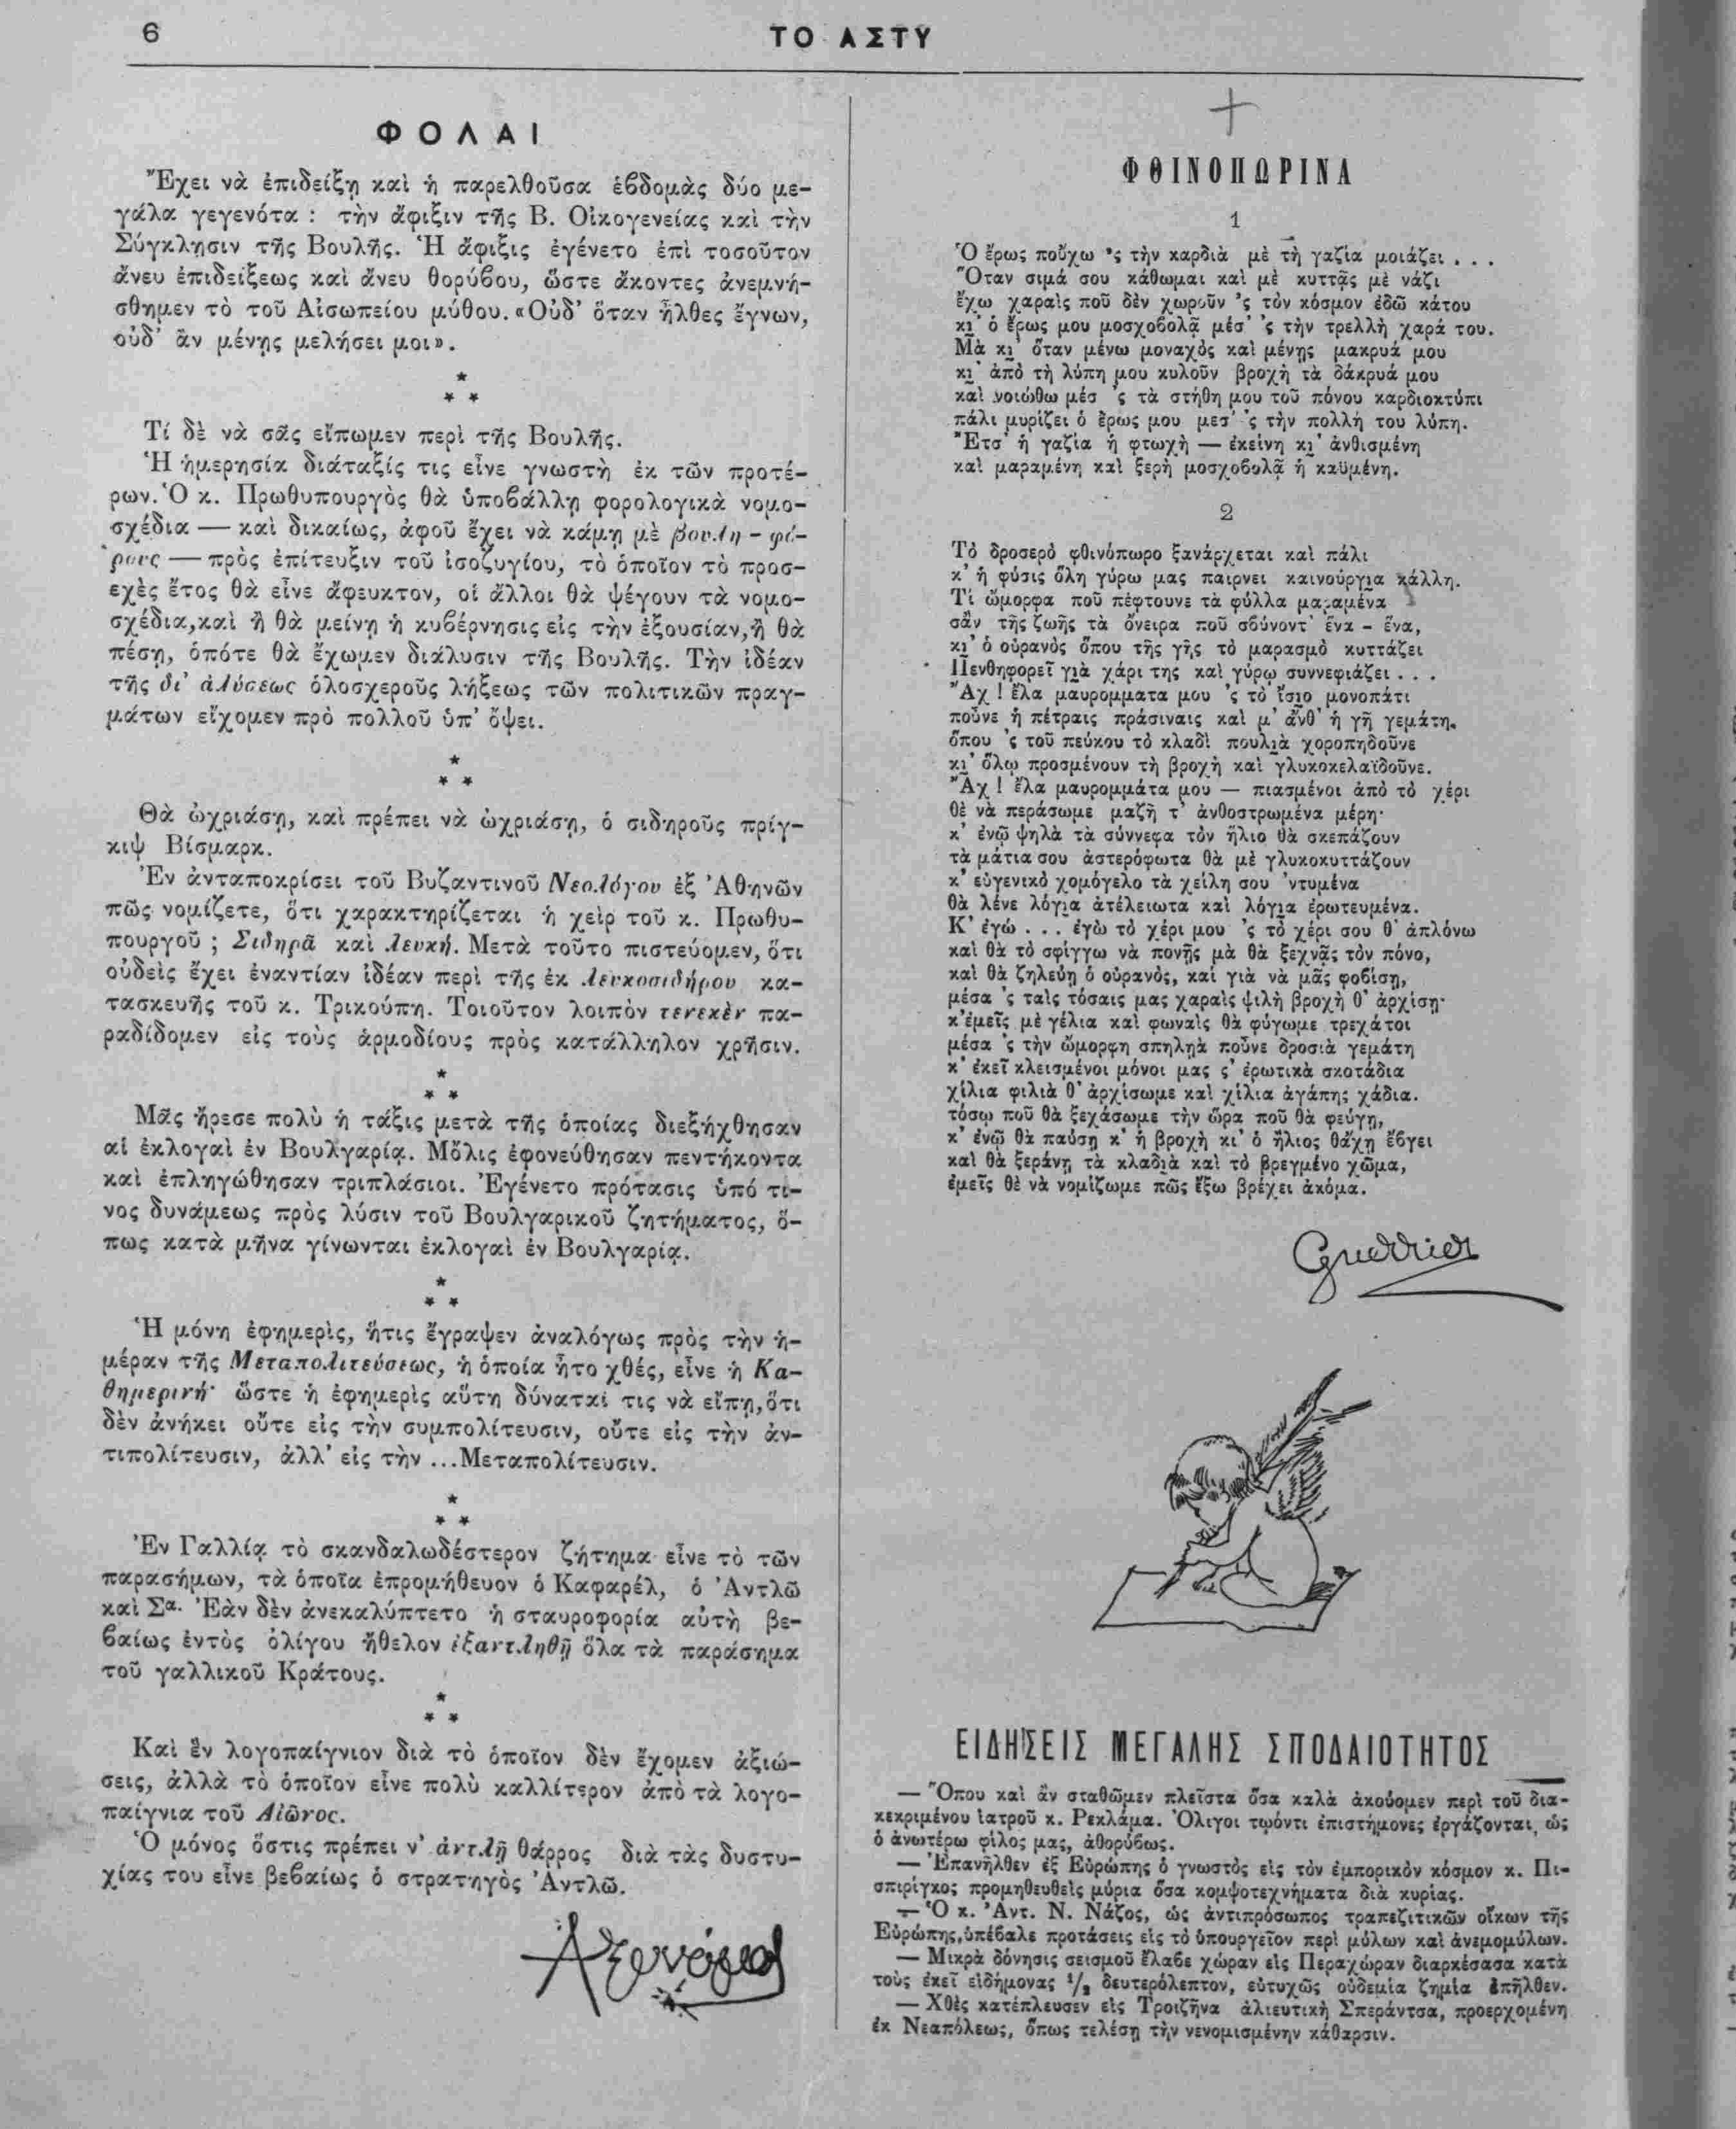 6
ΤΟ ΑΣΤΥ
ΦΟΛΑΙ
Ἔχει νὰ ἐπιδείξῃ καὶ ἡ παρελθοῦσα ἑβδομὰς δύο με-
γάλα γεγενότα : τὴν ἄφιξιν τῆς Β. Οἰκογενείας καὶ τὴν
Σύγκλησιν τῆς Βουλῆς. Ἡ ἄφιξις ἐγένετο ἐπὶ τοσοῦτον
ἄνευ ἐπιδείξεως καὶ ἄνευ θορύβου, ὥστε ἄκοντες ἀνεμνή-
σθημεν τὸ τοῦ Αἰσωπείου μύθου. «Οὐδ' ὅταν ἦλθες ἔγνων,
οὐδ' ἂν μένῃς μελήσει μοι».
* * *
Τί δὲ νὰ σᾶς εἴπωμεν περὶ τῆς Βουλῆς.
Ἡ ἡμερησία διάταξίς τις εἶνε γνωστὴ ἐκ τῶν προτέ-
ρων. Ὁ κ. Πρωθυπουργὸς θὰ ὑποβάλλῃ φορολογικὰ νομο-
σχέδια — καὶ δικαίως, ἀφοῦ ἔχει νὰ κάμῃ μὲ βουλη - φό-
ρους — πρὸς ἐπίτευξιν τοῦ ἰσοζυγίου, τὸ ὁποῖον τὸ προσ-
εχὲς ἔτος θὰ εἶνε ἄφευκτον, οἱ ἄλλοι θὰ ψέγουν τὰ νομο-
σχέδια, καὶ ἢ θὰ μείνῃ ἡ κυβέρνησις εἰς τὴν ἐξουσίαν, ἢ θὰ
πέσῃ, ὁπότε θὰ ἔχωμεν διάλυσιν τῆς Βουλῆς. Τὴν ἰδέαν
τῆς δι' ἀλύσεως ὁλοσχεροῦς λήξεως τῶν πολιτικῶν πραγ-
μάτων εἴχομεν πρὸ πολλοῦ ὑπ' ὄψει.
* * *
Θὰ ὠχριάσῃ, καὶ πρέπει νὰ ὠχριάσῃ, ὁ σιδηροῦς πρίγ-
κιψ Βίσμαρκ.
Ἐν ἀνταποκρίσει τοῦ Βυζαντινοῦ Νεολόγου ἐξ Ἀθηνῶν
πῶς νομίζετε, ὅτι χαρακτηρίζεται ἡ χεὶρ τοῦ κ. Πρωθυ-
πουργοῦ ; Σιδηρᾶ καὶ λευκή. Μετὰ τοῦτο πιστεύομεν, ὅτι
οὐδεὶς ἔχει ἐναντίαν ἰδέαν περὶ τῆς ἐκ λευκοσιδήρου κα-
τασκευῆς τοῦ κ. Τρικούπη. Τοιοῦτον λοιπὸν τενεκὲν πα-
ραδίδομεν εἰς τοὺς ἁρμοδίους πρὸς κατάλληλον χρῆσιν.
* * *
Μᾶς ἤρεσε πολὺ ἡ τάξις μετὰ τῆς ὁποίας διεξήχθησαν
αἱ ἐκλογαὶ ἐν Βουλγαρίᾳ. Μὅλις ἐφονεύθησαν πεντήκοντα
καὶ ἐπληγώθησαν τριπλάσιοι. Ἐγένετο πρότασις ὑπό τι-
νος δυνάμεως πρὸς λύσιν τοῦ Βουλγαρικοῦ ζητήματος, ὅ-
πως κατὰ μῆνα γίνωνται ἐκλογαὶ ἐν Βουλγαρίᾳ.
* * *
Ἡ μόνη ἐφημερὶς, ἥτις ἔγραψεν ἀναλόγως πρὸς τὴν ἡ-
μέραν τῆς Μεταπολιτεύσεως, ἡ ὁποία ἦτο χθές, εἶνε ἡ Κα-
θημερινή· ὥστε ἡ ἐφημερὶς αὕτη δύναταί τις νὰ εἴπῃ, ὅτι
δὲν ἀνήκει οὔτε εἰς τὴν συμπολίτευσιν, οὔτε εἰς τὴν ἀν-
τιπολίτευσιν, ἀλλ' εἰς τὴν ...Μεταπολίτευσιν.
* * *
Ἐν Γαλλίᾳ τὸ σκανδαλωδέστερον ζήτημα εἶνε τὸ τῶν
παρασήμων, τὰ ὁποῖα ἐπρομήθευον ὁ Καφαρέλ, ὁ Ἀντλῶ
καὶ Σα. Ἐὰν δὲν ἀνεκαλύπτετο ἡ σταυροφορία αὐτὴ βε-
βαίως ἐντὸς ὀλίγου ἤθελον ἐξαντληθῇ ὅλα τὰ παράσημα
τοῦ γαλλικοῦ Κράτους.
* * *
Καὶ ἓν λογοπαίγνιον διὰ τὸ ὁποῖον δὲν ἔχομεν ἀξιώ-
σεις, ἀλλὰ τὸ ὁποῖον εἶνε πολὺ καλλίτερον ἀπὸ τὰ λογο-
παίγνια τοῦ Αἰῶνος.
Ὁ μόνος ὅστις πρέπει ν' ἀντλῇ θάρρος διὰ τὰς δυστυ-
χίας του εἶνε βεβαίως ὁ στρατηγὸς Ἀντλῶ.
ΦΘΙΝΟΠΩΡΙΝΑ
1
Ὁ ἔρως ποὔχω 'ς τὴν καρδιὰ μὲ τὴ γαζία μοιάζει . . .
Ὅταν σιμά σου κάθωμαι καὶ μὲ κυττᾷς μὲ νάζι
ἔχω χαραὶς ποῦ δὲν χωροῦν 'ς τὸν κόσμον ἐδῶ κάτου
κι' ὁ ἔρως μου μοσχοβολᾷ μέσ' 'ς τὴν τρελλὴ χαρά του.
Μὰ κι' ὅταν μένω μοναχὸς καὶ μένῃς μακρυά μου
κι' ἀπὸ τὴ λύπη μου κυλοῦν βροχὴ τὰ δάκρυά μου
καὶ νοιώθω μέσ 'ς τὰ στήθη μου τοῦ πόνου καρδιοκτύπι
πάλι μυρίζει ὁ ἔρως μου μεσ' 'ς τὴν πολλή του λύπη.
Ἔτσ' ἡ γαζία ἡ φτωχὴ — ἐκείνη κι' ἀνθισμένη
καὶ μαραμένη καὶ ξερὴ μοσχοβολᾷ ἡ καϋμένη.
2
Τὸ δροσερὸ φθινόπωρο ξανάρχεται καὶ πάλι
κ' ἡ φύσις ὅλη γύρω μας παίρνει καινούργια κάλλη.
Τί ὤμορφα ποῦ πέφτουνε τὰ φύλλα μαραμένα
σἂν τῆς ζωῆς τὰ ὄνειρα ποῦ σβύνοντ' ἕνα - ἕνα,
κι' ὁ οὐρανὸς ὅπου τῆς γῆς τὸ μαρασμὸ κυττάζει
Πενθηφορεῖ γιὰ χάρι της καὶ γύρω συννεφιάζει . . .
Ἄχ ! ἔλα μαυρομματα μου 'ς τὸ ἴσιο μονοπάτι
ποὖνε ἡ πέτραις πράσιναις καὶ μ' ἄνθ' ἡ γῆ γεμάτη.
ὅπου 'ς τοῦ πεύκου τὸ κλαδὶ πουλιὰ χοροπηδοῦνε
κι' ὅλῳ προσμένουν τὴ βροχὴ καὶ γλυκοκελαϊδοῦνε.
Ἄχ ! ἔλα μαυρομμάτα μου — πιασμένοι ἀπὸ τὸ χέρι
θὲ νὰ περάσωμε μαζῆ τ' ἀνθοστρωμένα μέρη·
κ' ἐνῷ ψηλὰ τὰ σύννεφα τὸν ἥλιο θὰ σκεπάζουν
τὰ μάτια σου ἀστερόφωτα θὰ μὲ γλυκοκυττάζουν
κ' εὐγενικὸ χομόγελο τὰ χείλη σου 'ντυμένα
θὰ λένε λόγια ἀτέλειωτα καὶ λόγια ἐρωτευμένα.
Κ' ἐγώ . . . ἐγὼ τὸ χέρι μου 'ς τὸ χέρι σου θ' ἁπλόνω
καὶ θὰ τὸ σφίγγω νὰ πονῇς μὰ θὰ ξεχνᾷς τὸν πόνο,
καὶ θὰ ζηλεύῃ ὁ οὐρανὸς, καὶ γιὰ νὰ μᾶς φοβίσῃ,
μέσα 'ς ταὶς τόσαις μας χαραὶς ψιλὴ βροχὴ θ' ἀρχίσῃ·
κ' ἐμεῖς μὲ γέλια καὶ φωναὶς θὰ φύγωμε τρεχάτοι
μέσα 'ς τὴν ὤμορφη σπηληὰ ποὖνε δροσιὰ γεμάτη
κ' ἐκεῖ κλεισμένοι μόνοι μας ς' ἐρωτικὰ σκοτάδια
χίλια φιλιὰ θ' ἀρχίσωμε καὶ χίλια ἀγάπης χάδια.
τόσῳ ποῦ θὰ ξεχάσωμε τὴν ὥρα ποῦ θὰ φεύγῃ,
κ' ἐνῷ θὰ παύσῃ κ' ἡ βροχὴ κι' ὁ ἥλιος θἄχῃ ἔβγει
καὶ θὰ ξεράνῃ τὰ κλαδιὰ καὶ τὸ βρεγμένο χῶμα,
ἐμεῖς θὲ νὰ νομίζωμε πῶς ἔξω βρέχει ἀκόμα.
Guerrier
ΕΙΔΗΣΕΙΣ ΜΕΓΑΛΗΣ ΣΠΟΔΑΙΟΤΗΤΟΣ
— Ὅπου καὶ ἂν σταθῶμεν πλεῖστα ὅσα καλὰ ἀκούομεν περὶ τοῦ δια-
κεκριμένου ἰατροῦ κ. Ρεκλάμα. Ὀλίγοι τῳόντι ἐπιστήμονες ἐργάζονται, ὡς
ὁ ἀνωτέρω φίλος μας, ἀθορύβως.
— Ἐπανῆλθεν ἐξ Εὐρώπης ὁ γνωστὸς εἰς τὸν ἐμπορικὸν κόσμον κ. Πι-
σπιρίγκος προμηθευθεὶς μύρια ὅσα κομψοτεχνήματα διὰ κυρίας.
— Ὁ κ. Ἀντ. Ν. Νάζος, ὡς ἀντιπρόσωπος τραπεζιτικῶν οἴκων τῆς
Εὐρώπης, ὑπέβαλε προτάσεις εἰς τὸ ὑπουργεῖον περὶ μύλων καὶ ἀνεμομύλων.
— Μικρὰ δόνησις σεισμοῦ ἔλαβε χώραν εἰς Περαχώραν διαρκέσασα κατὰ
τοὺς ἐκεῖ εἰδήμονας 1/2 δευτερόλεπτον, εὐτυχῶς οὐδεμία ζημία ἐπῆλθεν.
— Χθὲς κατέπλευσεν εἰς Τροιζῆνα ἁλιευτικὴ Σπεράντσα, προερχομένη
ἐκ Νεαπόλεως, ὅπως τελέσῃ τὴν νενομισμένην κάθαρσιν.